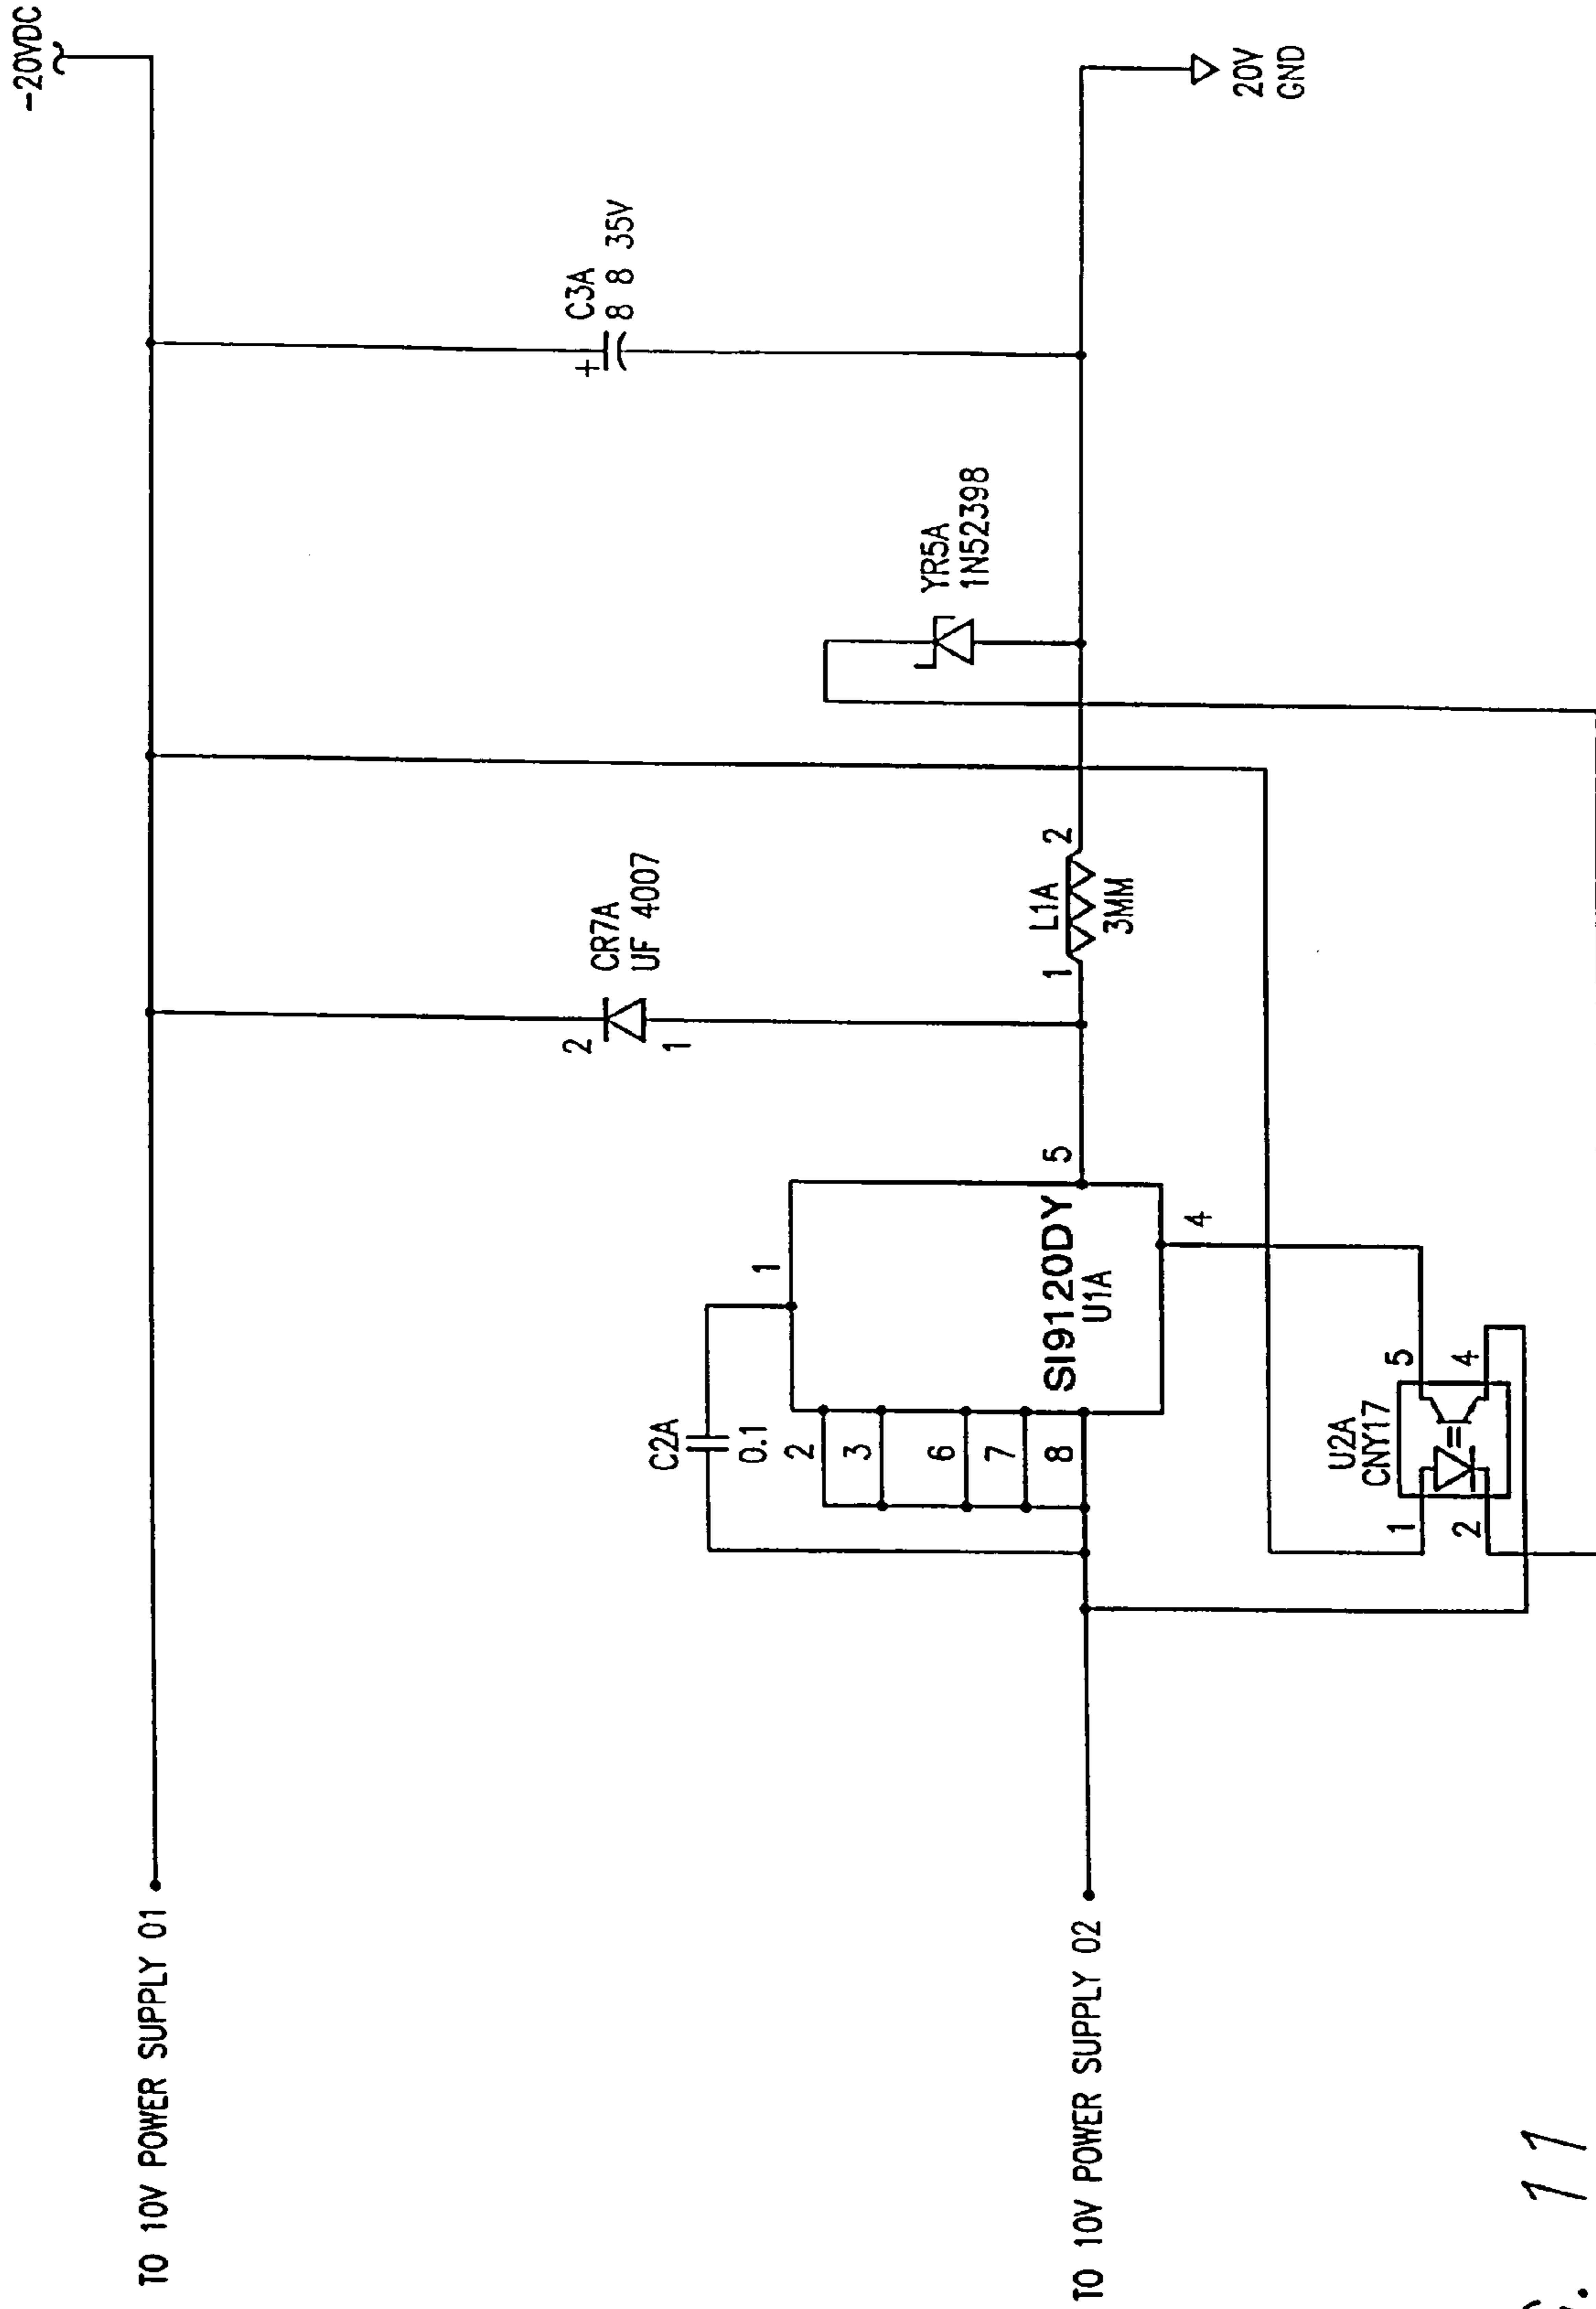 -20VDC
TO 10V POWER SUPPLY 01
C3A
8 8 35V
+
CR7A
UF 4007
2
1
YR5A
1N52398
C2A
0.1
1
2
3
6
7
8
SI9120DY
U1A
5
4
L1A
1
2
3MM
TO 10V POWER SUPPLY 02
20V
GND
U2A
CNY17
1
2
5
4
11